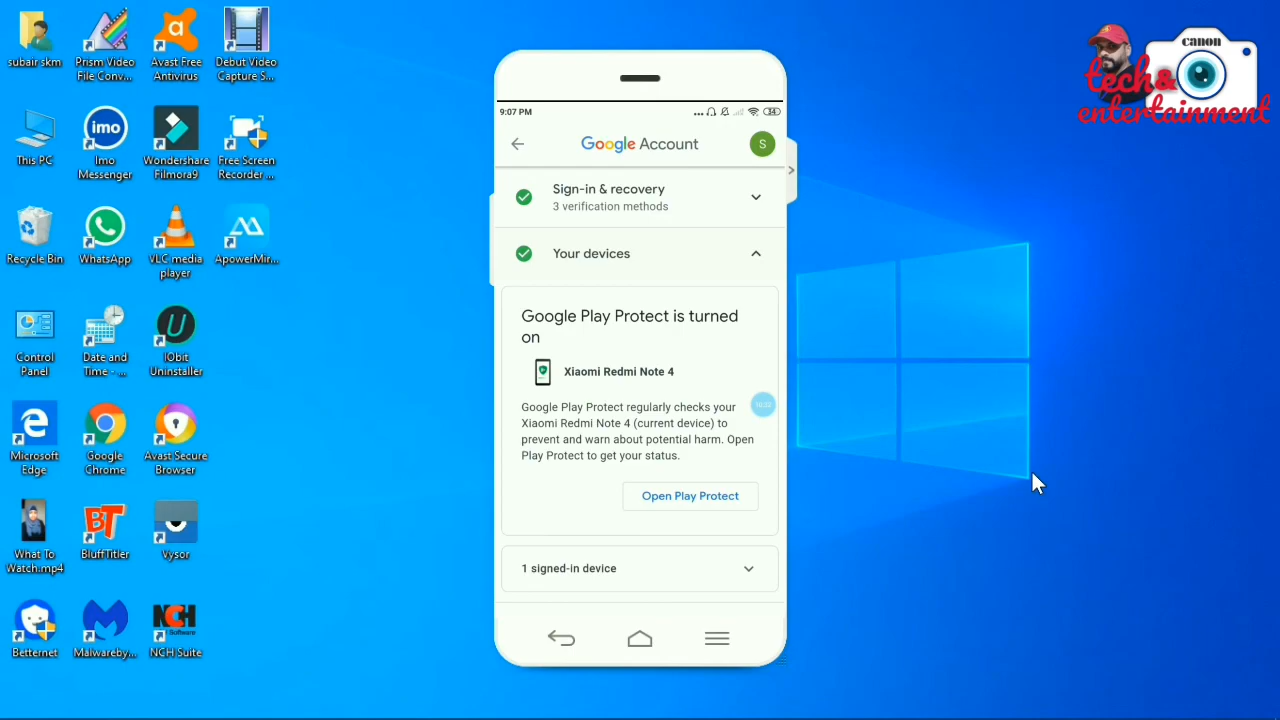 subair skm
Prism Video
File Conv...
Avast Free
Antivirus
Debut Video
Capture S...
This PC
imo
Imo
Messenger
Wondershare
Filmora9
Free Screen
Recorder ...
Recycle Bin
WhatsApp
VLC media
player
ApowerMir...
Control
Panel
Date and
Time - ...
U
IObit
Uninstaller
Microsoft
Edge
Google
Chrome
Avast Secure
Browser
What To
Watch.mp4
BT
BluffTitler
Vysor
Betternet
Malwareby...
NCH
Software
NCH Suite
9:07 PM
Google Account
S
Sign-in & recovery
3 verification methods
Your devices
Google Play Protect is turned
on
Xiaomi Redmi Note 4
Google Play Protect regularly checks your
Xiaomi Redmi Note 4 (current device) to
prevent and warn about potential harm. Open
Play Protect to get your status.
Open Play Protect
1 signed-in device
canon
tech&
entertainment